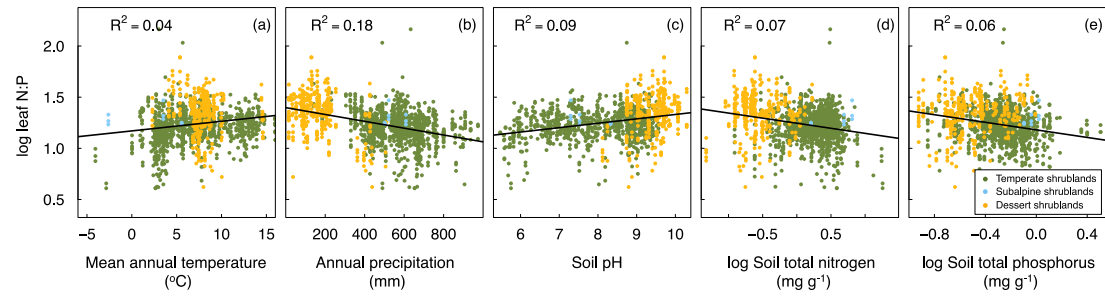 R² = 0.04 (a)
R² = 0.18 (b)
R² = 0.09 (c)
R² = 0.07 (d)
R² = 0.06 (e)
log leaf N:P
2.0
1.5
1.0
0.5
Temperate shrublands
Subalpine shrublands
Dessert shrublands
−5 0 5 10 15
200 400 600 800
6 7 8 9 10
−0.5 0.5
−0.8 −0.4 0.0 0.4
Mean annual temperature
(°C)
Annual precipitation
(mm)
Soil pH
log Soil total nitrogen
(mg g⁻¹)
log Soil total phosphorus
(mg g⁻¹)